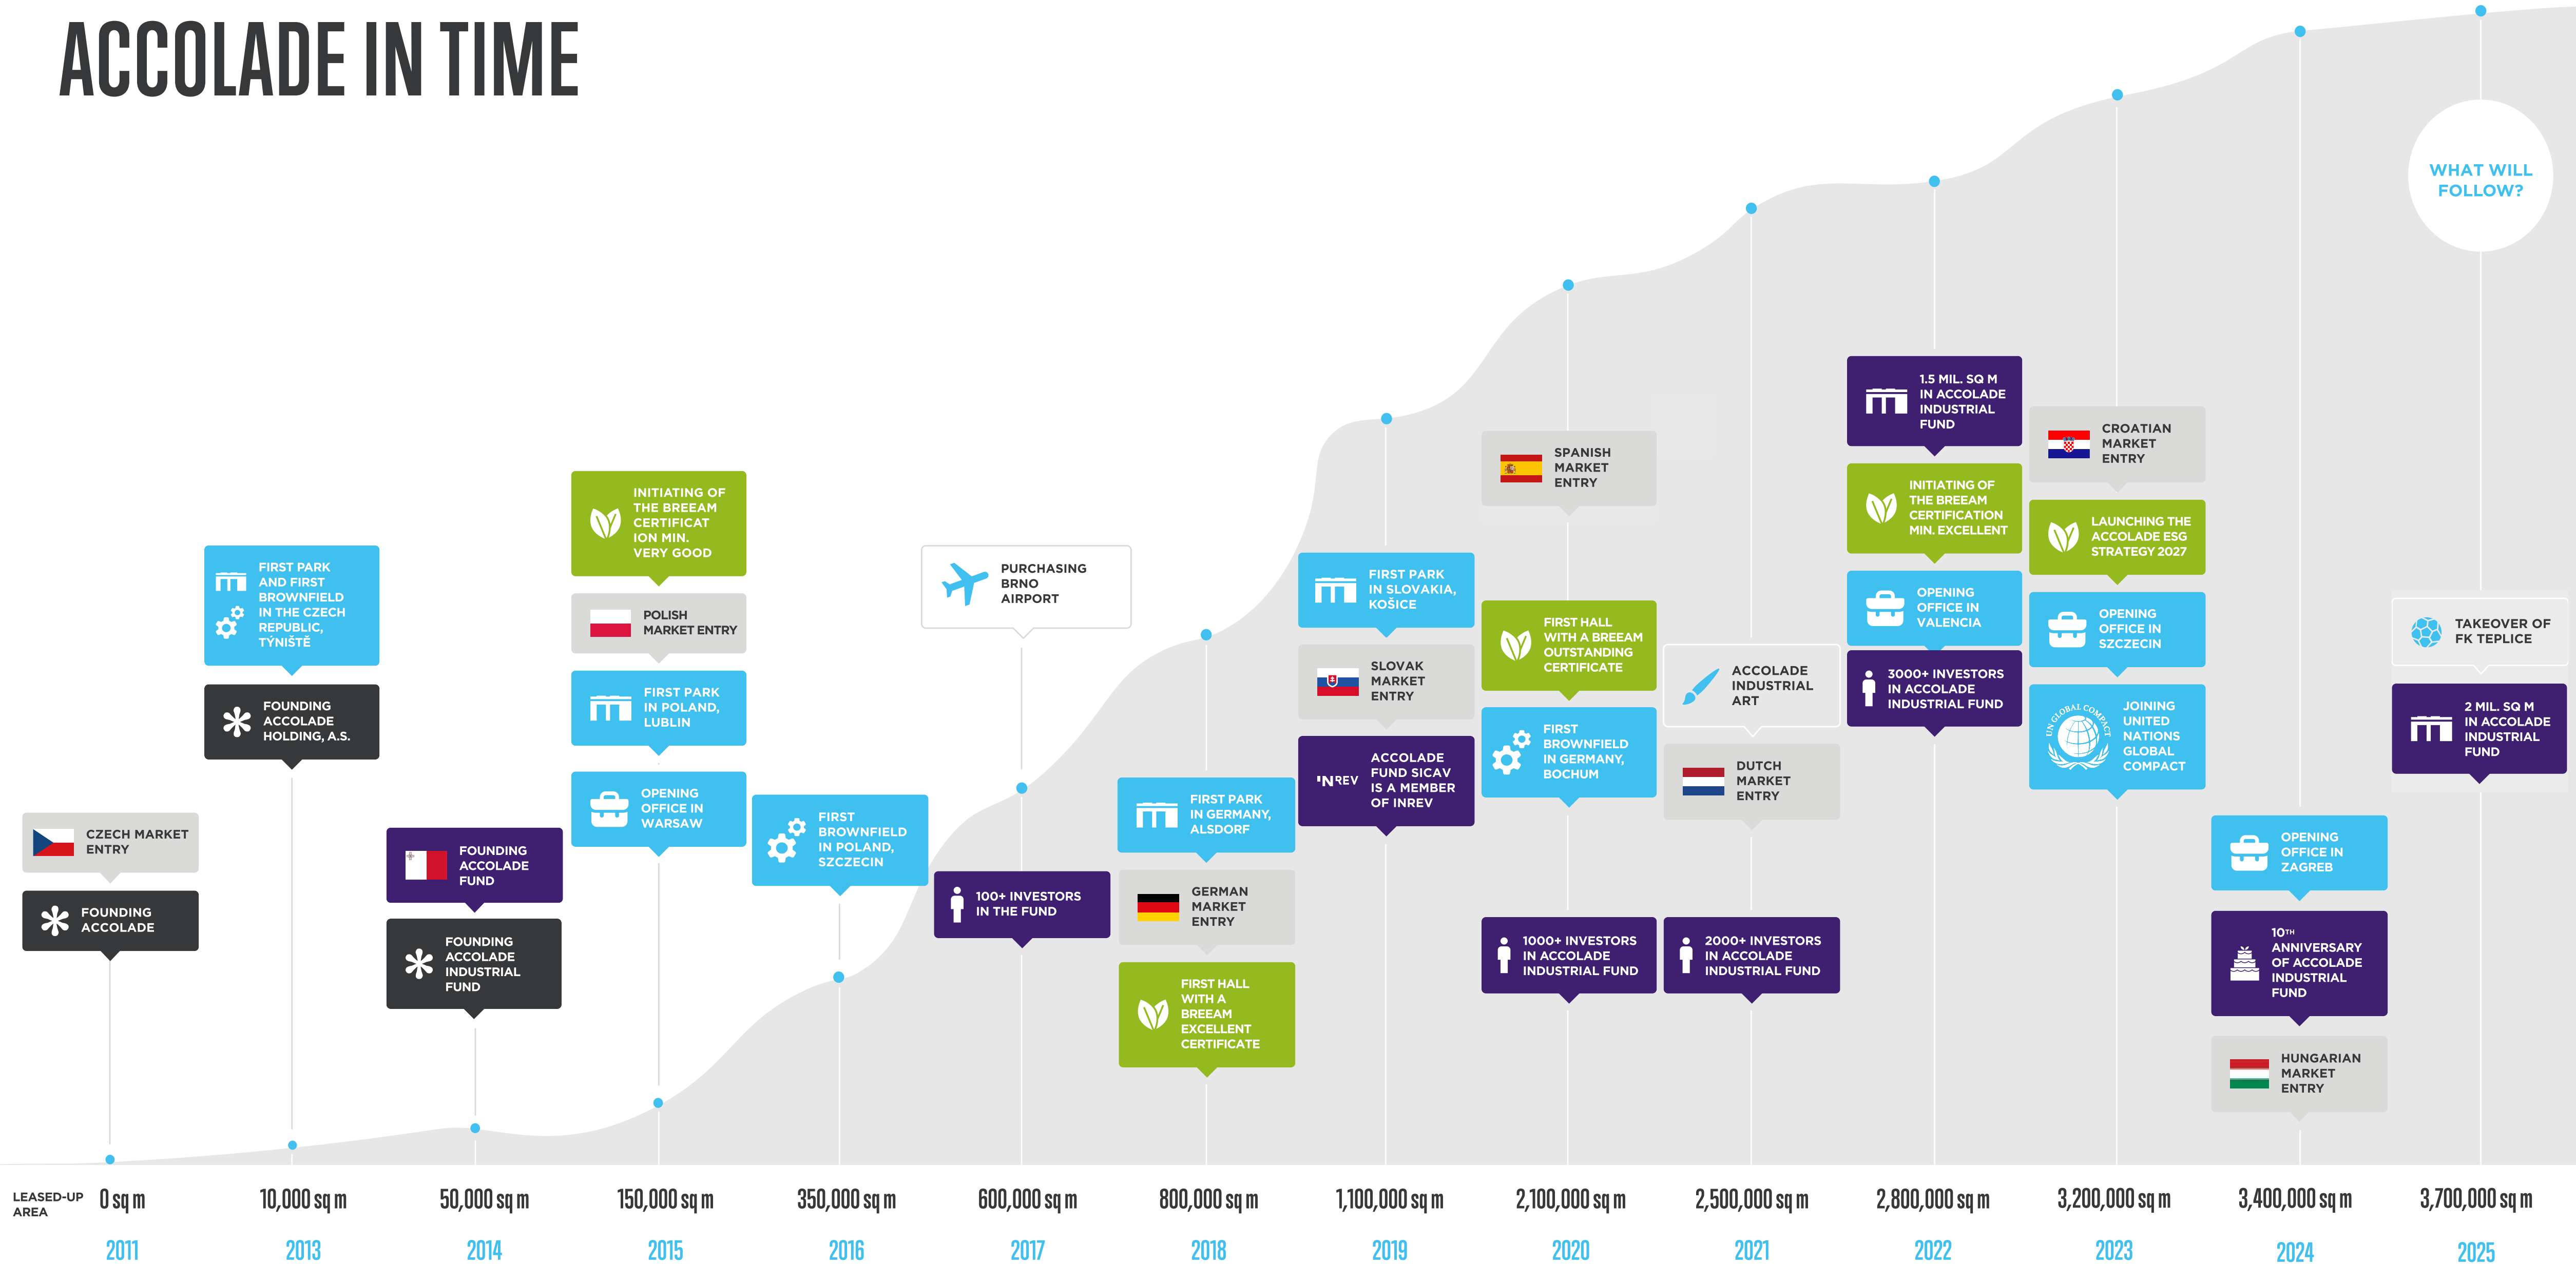 ACCOLADE IN TIME
WHAT WILL
FOLLOW?
CZECH MARKET
ENTRY
FOUNDING
ACCOLADE
FIRST PARK
AND FIRST
BROWNFIELD
IN THE CZECH
REPUBLIC,
TÝNIŠTĚ
FOUNDING
ACCOLADE
HOLDING, A.S.
FOUNDING
ACCOLADE
FUND
FOUNDING
ACCOLADE
INDUSTRIAL
FUND
INITIATING OF
THE BREEAM
CERTIFICAT
ION MIN.
VERY GOOD
POLISH
MARKET ENTRY
FIRST PARK
IN POLAND,
LUBLIN
OPENING
OFFICE IN
WARSAW
FIRST
BROWNFIELD
IN POLAND,
SZCZECIN
PURCHASING
BRNO
AIRPORT
100+ INVESTORS
IN THE FUND
FIRST PARK
IN GERMANY,
ALSDORF
GERMAN
MARKET
ENTRY
FIRST HALL
WITH A
BREEAM
EXCELLENT
CERTIFICATE
FIRST PARK
IN SLOVAKIA,
KOŠICE
SLOVAK
MARKET
ENTRY
INREV
ACCOLADE
FUND SICAV
IS A MEMBER
OF INREV
SPANISH
MARKET
ENTRY
FIRST HALL
WITH A BREEAM
OUTSTANDING
CERTIFICATE
FIRST
BROWNFIELD
IN GERMANY,
BOCHUM
1000+ INVESTORS
IN ACCOLADE
INDUSTRIAL FUND
ACCOLADE
INDUSTRIAL
ART
DUTCH
MARKET
ENTRY
2000+ INVESTORS
IN ACCOLADE
INDUSTRIAL FUND
1.5 MIL. SQ M
IN ACCOLADE
INDUSTRIAL
FUND
INITIATING OF
THE BREEAM
CERTIFICATION
MIN. EXCELLENT
OPENING
OFFICE IN
VALENCIA
3000+ INVESTORS
IN ACCOLADE
INDUSTRIAL FUND
CROATIAN
MARKET
ENTRY
LAUNCHING THE
ACCOLADE ESG
STRATEGY 2027
OPENING
OFFICE IN
SZCZECIN
UN GLOBAL COMPACT
JOINING
UNITED
NATIONS
GLOBAL
COMPACT
OPENING
OFFICE IN
ZAGREB
10TH
ANNIVERSARY
OF ACCOLADE
INDUSTRIAL
FUND
HUNGARIAN
MARKET
ENTRY
TAKEOVER OF
FK TEPLICE
2 MIL. SQ M
IN ACCOLADE
INDUSTRIAL
FUND
LEASED-UP
AREA
0 sq m 10,000 sq m 50,000 sq m 150,000 sq m 350,000 sq m 600,000 sq m 800,000 sq m 1,100,000 sq m 2,100,000 sq m 2,500,000 sq m 2,800,000 sq m 3,200,000 sq m 3,400,000 sq m 3,700,000 sq m
2011 2013 2014 2015 2016 2017 2018 2019 2020 2021 2022 2023 2024 2025